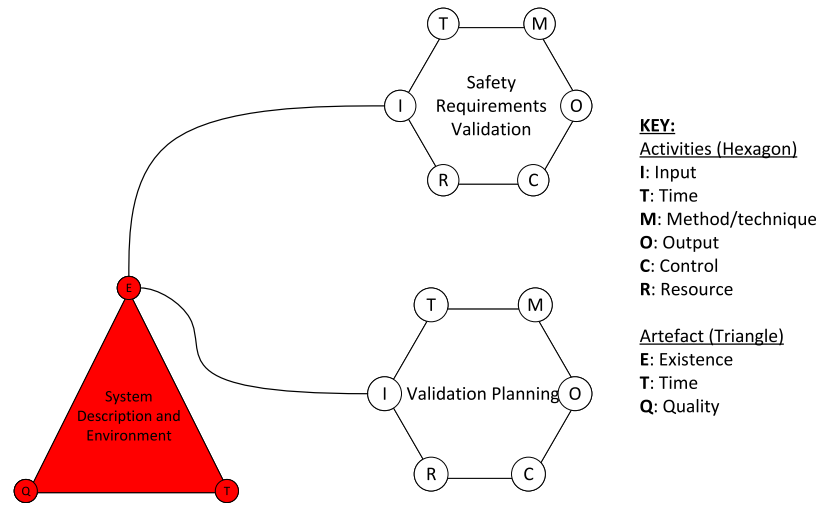 T
M
I
Safety
Requirements
Validation
O
R
C
E
System
Description and
Environment
Q
T
T
M
I
Validation Planning
O
R
C
KEY:
Activities (Hexagon)
I: Input
T: Time
M: Method/technique
O: Output
C: Control
R: Resource
Artefact (Triangle)
E: Existence
T: Time
Q: Quality